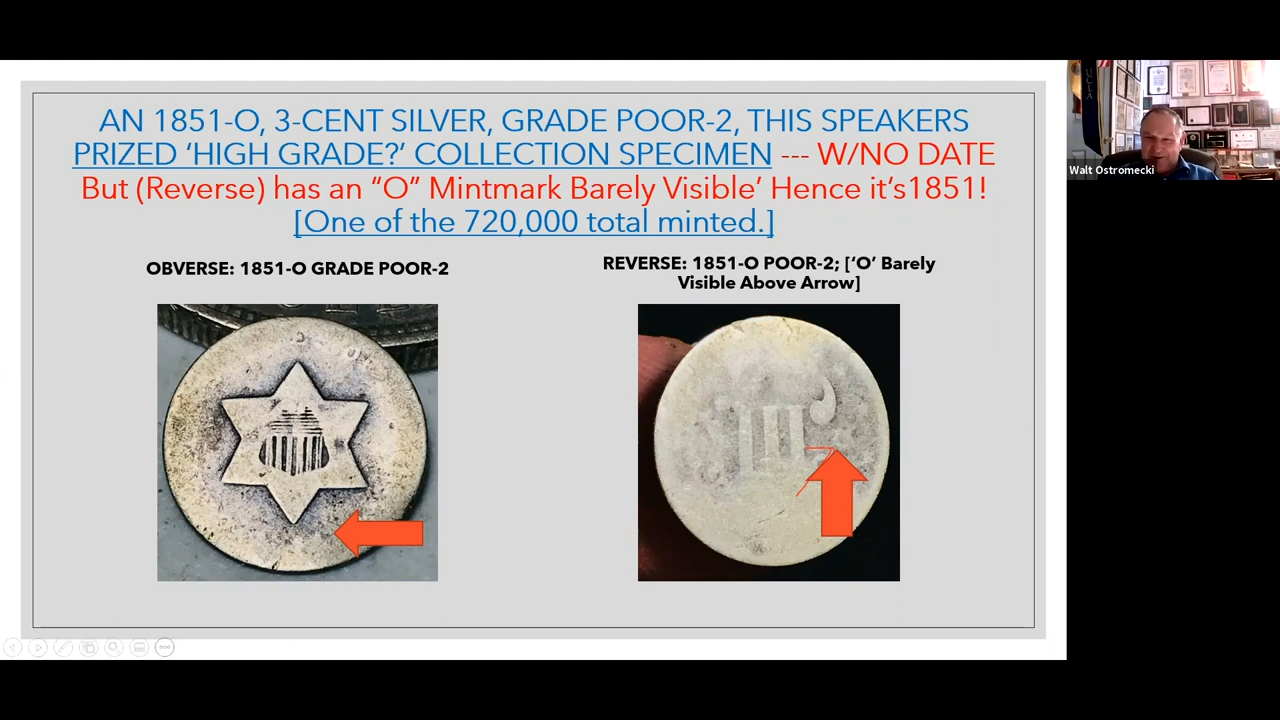 AN 1851-O, 3-CENT SILVER, GRADE POOR-2, THIS SPEAKERS
PRIZED ‘HIGH GRADE?’ COLLECTION SPECIMEN --- W/NO DATE
But (Reverse) has an “O” Mintmark Barely Visible’ Hence it’s1851!
[One of the 720,000 total minted.]
OBVERSE: 1851-O GRADE POOR-2
REVERSE: 1851-O POOR-2; [‘O’ Barely
Visible Above Arrow]
III
UCLA
Walt Ostromecki